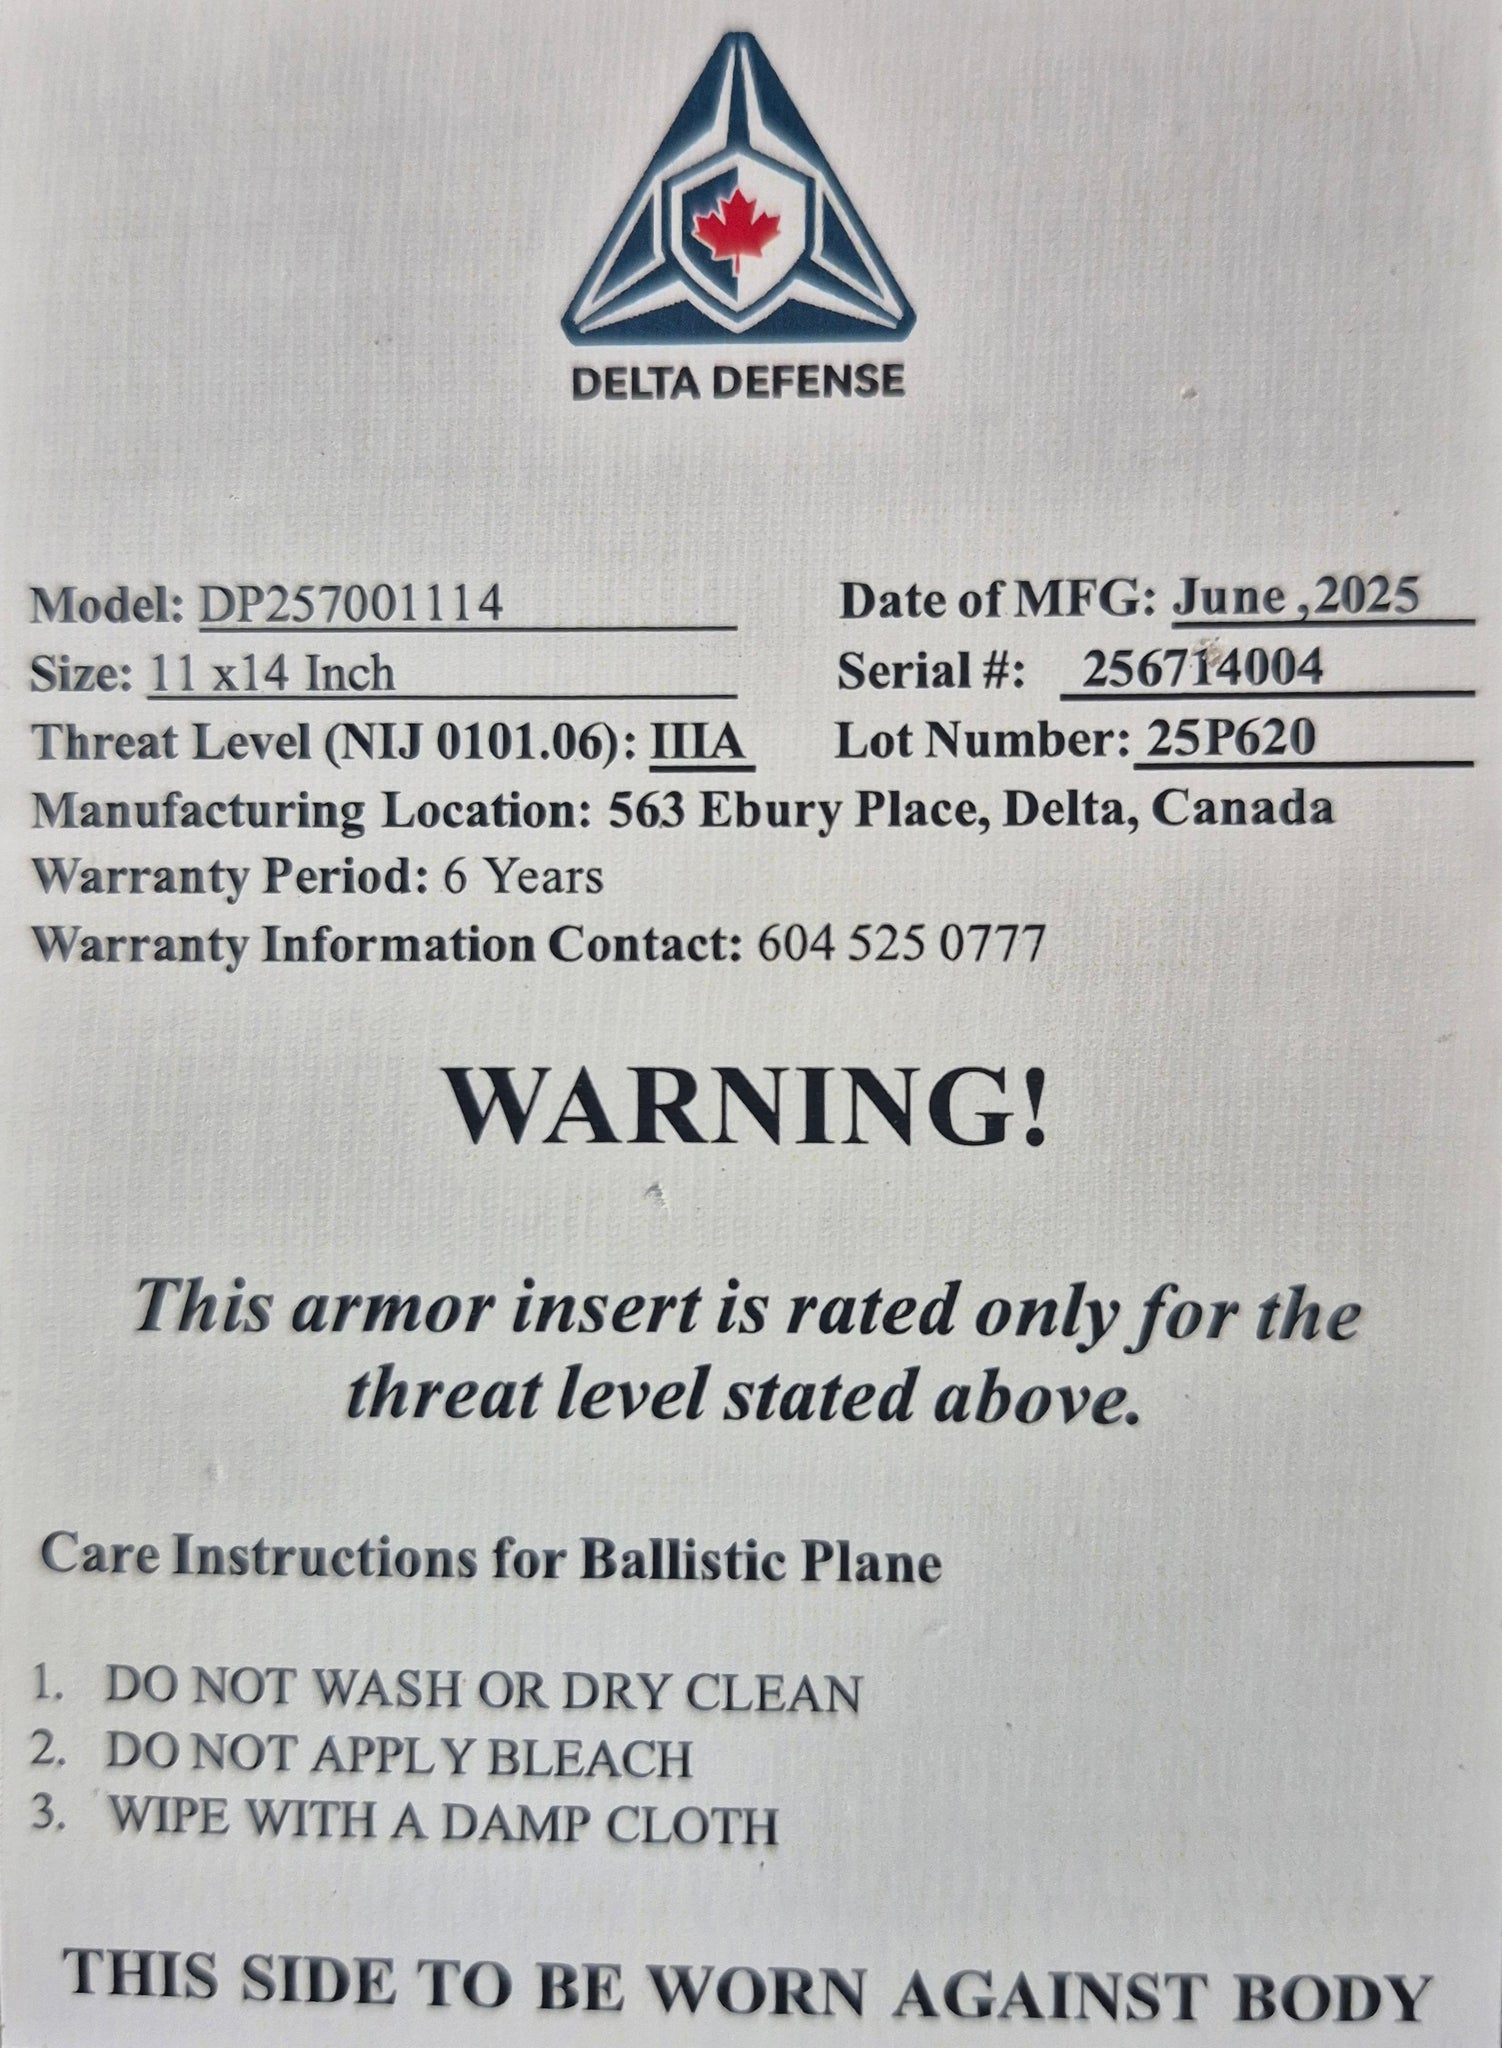 DELTA DEFENSE
Model: DP257001114
Date of MFG: June ,2025
Size: 11 x14 Inch
Serial #: 256714004
Threat Level (NIJ 0101.06): IIIA
Lot Number: 25P620
Manufacturing Location: 563 Ebury Place, Delta, Canada
Warranty Period: 6 Years
Warranty Information Contact: 604 525 0777
WARNING!
This armor insert is rated only for the
threat level stated above.
Care Instructions for Ballistic Plane
1. DO NOT WASH OR DRY CLEAN
2. DO NOT APPLY BLEACH
3. WIPE WITH A DAMP CLOTH
THIS SIDE TO BE WORN AGAINST BODY